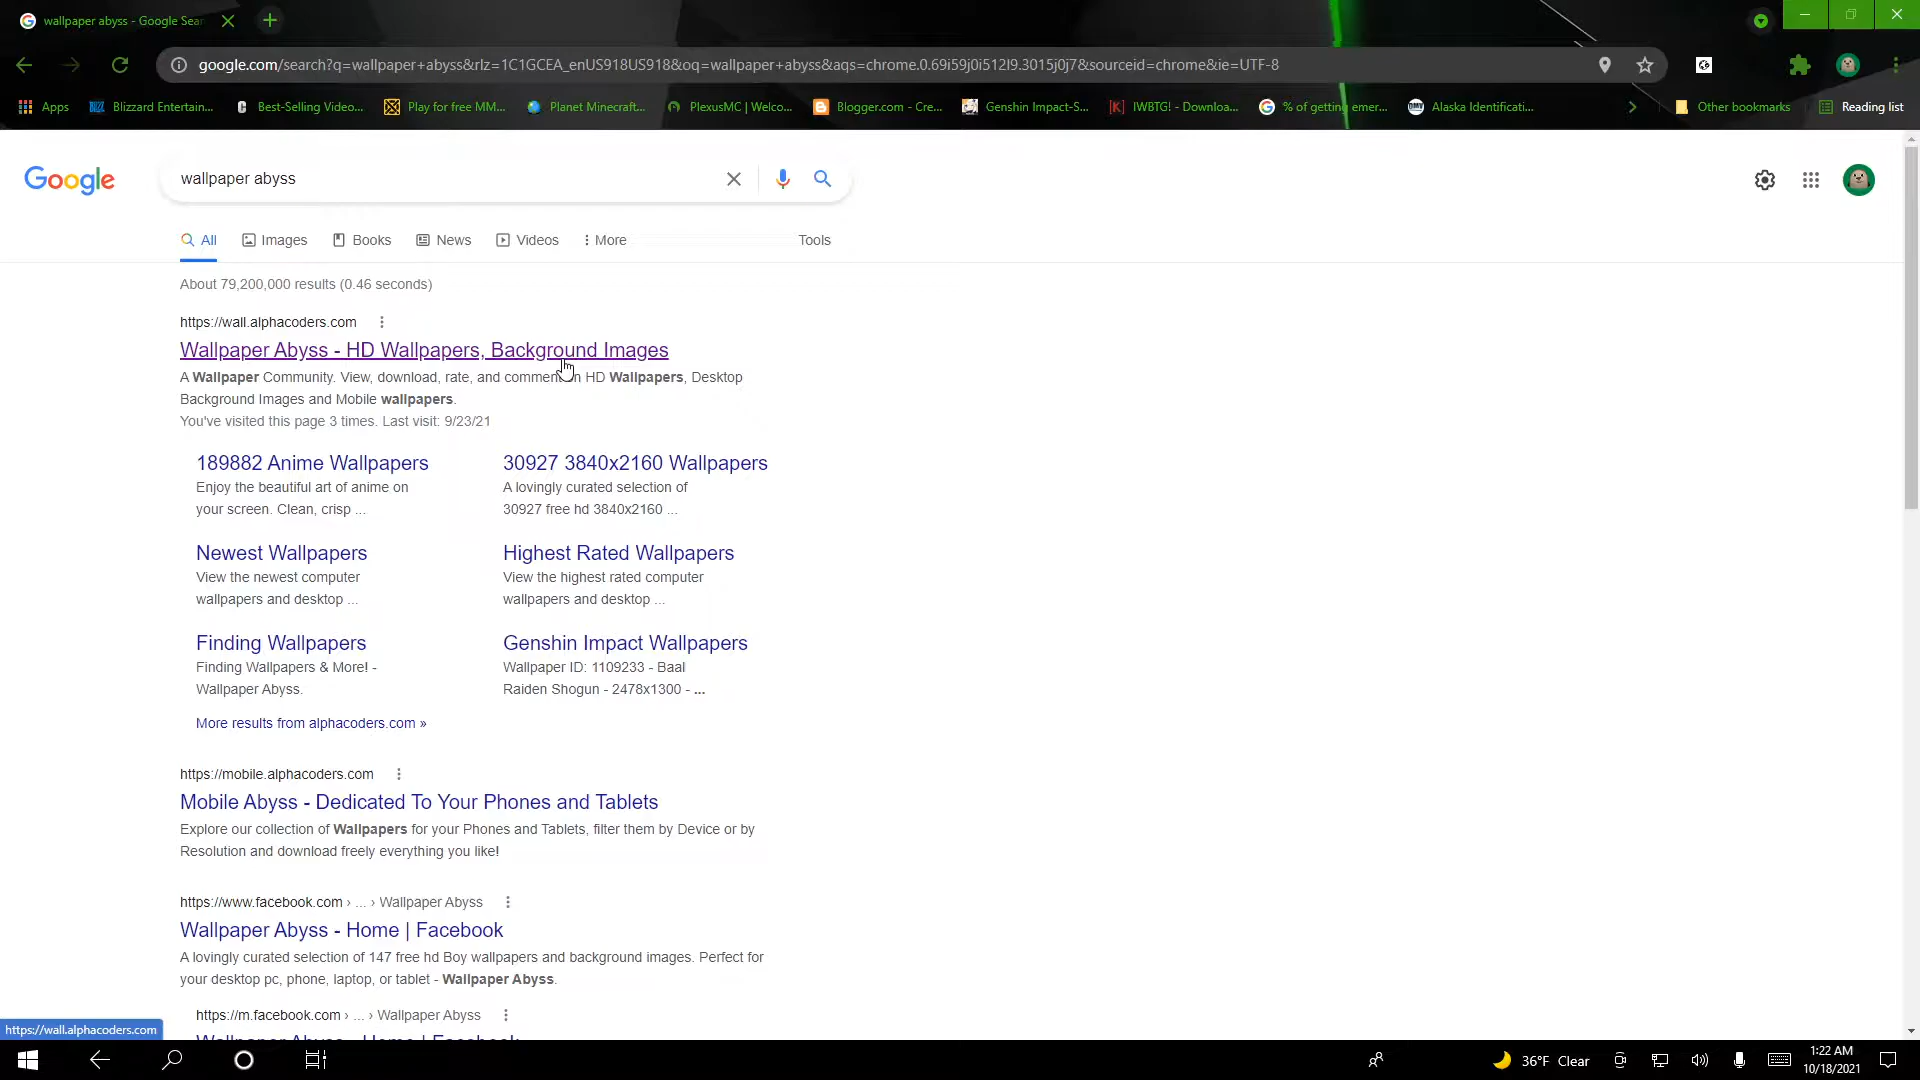 wallpaper abyss - Google Sear
google.com/search?q=wallpaper+abyss&rlz=1C1GCEA_enUS918US918&oq=wallpaper+abyss&aqs=chrome.0.69i59j0i512l9.3015j0j7&sourceid=chrome&ie=UTF-8
Apps Blizzard Entertain... Best-Selling Video... Play for free MM... Planet Minecraft... PlexusMC | Welco... Blogger.com - Cre... Genshin Impact-S... IWBTG! - Downloa... % of getting emer... Alaska Identificati... Other bookmarks Reading list
Google wallpaper abyss
All Images Books News Videos More Tools
About 79,200,000 results (0.46 seconds)
https://wall.alphacoders.com
Wallpaper Abyss - HD Wallpapers, Background Images
A Wallpaper Community. View, download, rate, and comment on HD Wallpapers, Desktop
Background Images and Mobile wallpapers.
You've visited this page 3 times. Last visit: 9/23/21
189882 Anime Wallpapers
Enjoy the beautiful art of anime on
your screen. Clean, crisp ...
30927 3840x2160 Wallpapers
A lovingly curated selection of
30927 free hd 3840x2160 ...
Newest Wallpapers
View the newest computer
wallpapers and desktop ...
Highest Rated Wallpapers
View the highest rated computer
wallpapers and desktop ...
Finding Wallpapers
Finding Wallpapers & More! -
Wallpaper Abyss.
Genshin Impact Wallpapers
Wallpaper ID: 1109233 - Baal
Raiden Shogun - 2478x1300 - ...
More results from alphacoders.com »
https://mobile.alphacoders.com
Mobile Abyss - Dedicated To Your Phones and Tablets
Explore our collection of Wallpapers for your Phones and Tablets, filter them by Device or by
Resolution and download freely everything you like!
https://www.facebook.com › ... › Wallpaper Abyss
Wallpaper Abyss - Home | Facebook
A lovingly curated selection of 147 free hd Boy wallpapers and background images. Perfect for
your desktop pc, phone, laptop, or tablet - Wallpaper Abyss.
https://m.facebook.com › ... › Wallpaper Abyss
Wallpaper Abyss - Home | Facebook
https://wall.alphacoders.com
36°F Clear
1:22 AM
10/18/2021